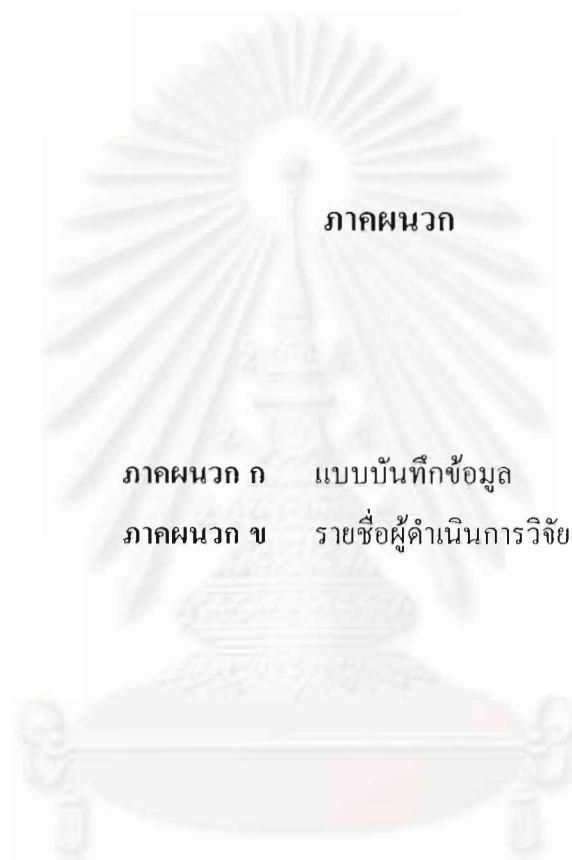 ภาคผนวก
ภาคผนวก ก แบบบันทึกข้อมูล
ภาคผนวก ข รายชื่อผู้ดำเนินการวิจัย